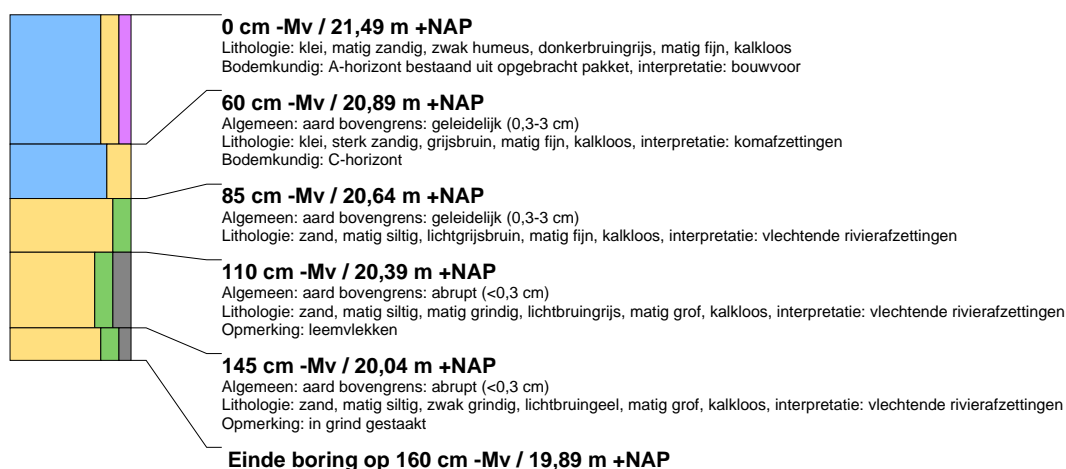 0 cm -Mv / 21,49 m +NAP
Lithologie: klei, matig zandig, zwak humeus, donkerbruingrijs, matig fijn, kalkloos
Bodemkundig: A-horizont bestaand uit opgebracht pakket, interpretatie: bouwvoor
60 cm -Mv / 20,89 m +NAP
Algemeen: aard bovengrens: geleidelijk (0,3-3 cm)
Lithologie: klei, sterk zandig, grijsbruin, matig fijn, kalkloos, interpretatie: komafzettingen
Bodemkundig: C-horizont
85 cm -Mv / 20,64 m +NAP
Algemeen: aard bovengrens: geleidelijk (0,3-3 cm)
Lithologie: zand, matig siltig, lichtgrijsbruin, matig fijn, kalkloos, interpretatie: vlechtende rivierafzettingen
110 cm -Mv / 20,39 m +NAP
Algemeen: aard bovengrens: abrupt (<0,3 cm)
Lithologie: zand, matig siltig, matig grindig, lichtbruingrijs, matig grof, kalkloos, interpretatie: vlechtende rivierafzettingen
Opmerking: leemvlekken
145 cm -Mv / 20,04 m +NAP
Algemeen: aard bovengrens: abrupt (<0,3 cm)
Lithologie: zand, matig siltig, zwak grindig, lichtbruingeel, matig grof, kalkloos, interpretatie: vlechtende rivierafzettingen
Opmerking: in grind gestaakt
Einde boring op 160 cm -Mv / 19,89 m +NAP